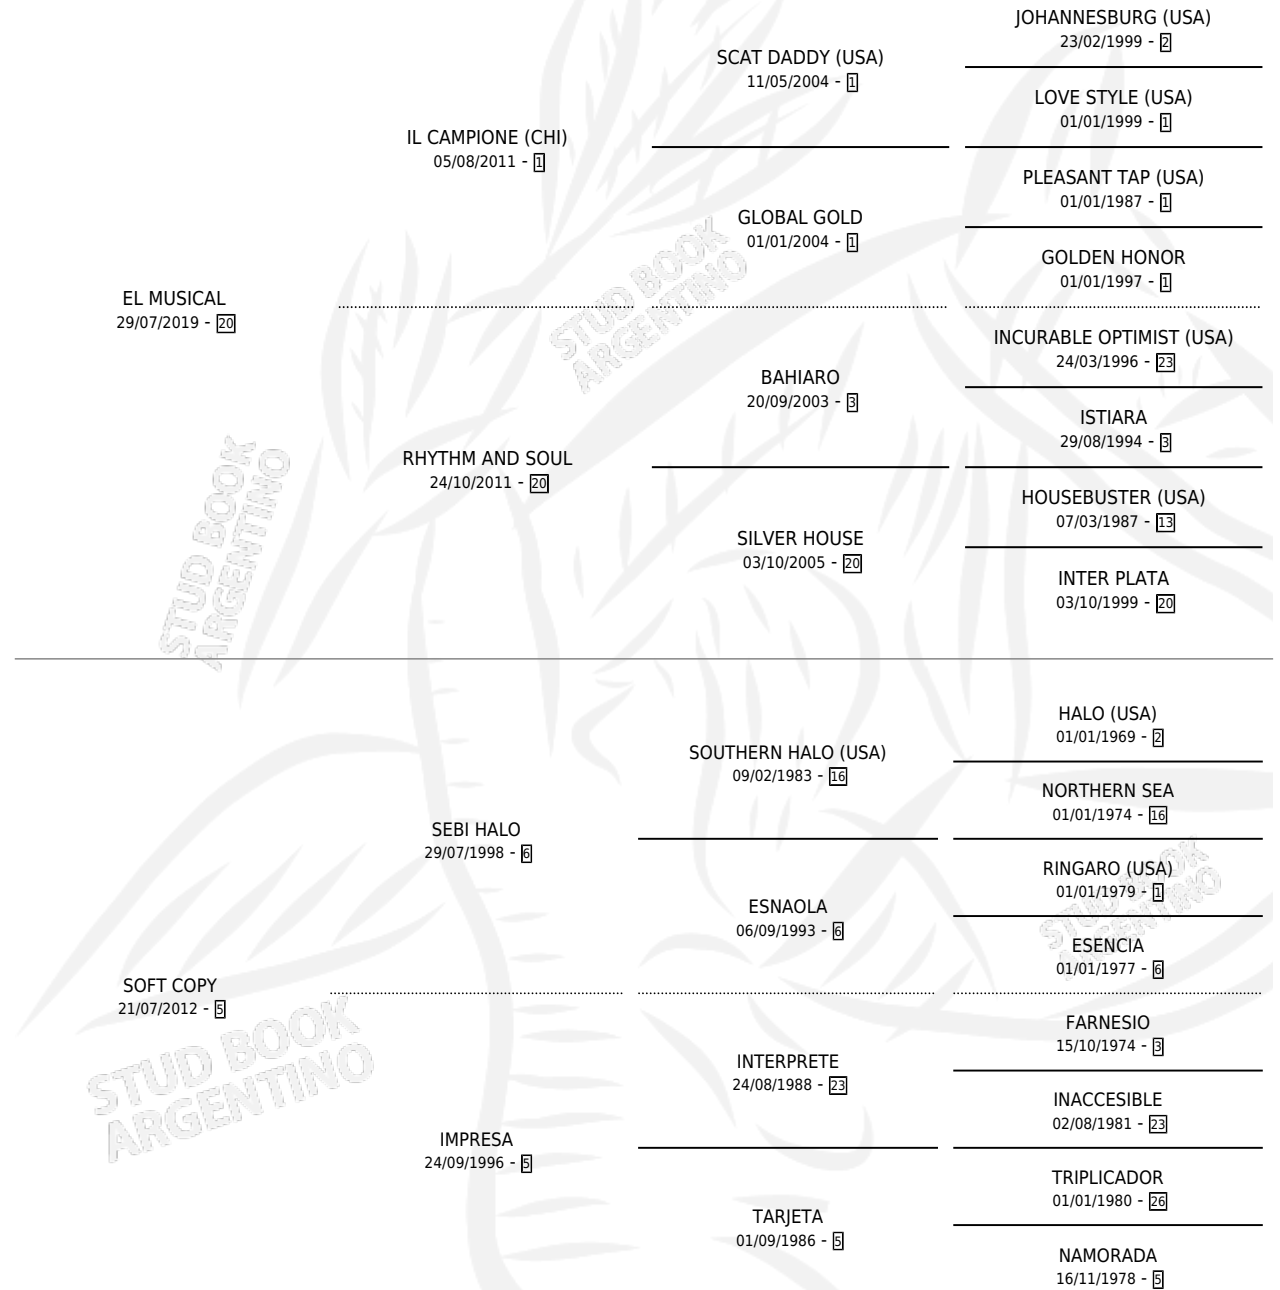 JOHANNESBURG (USA)
23/02/1999 - 2
SCAT DADDY (USA)
11/05/2004 - 1
LOVE STYLE (USA)
01/01/1999 - 1
IL CAMPIONE (CHI)
05/08/2011 - 1
PLEASANT TAP (USA)
01/01/1987 - 1
GLOBAL GOLD
01/01/2004 - 1
GOLDEN HONOR
01/01/1997 - 1
EL MUSICAL
29/07/2019 - 20
INCURABLE OPTIMIST (USA)
24/03/1996 - 23
BAHIARO
20/09/2003 - 3
ISTIARA
29/08/1994 - 3
RHYTHM AND SOUL
24/10/2011 - 20
HOUSEBUSTER (USA)
07/03/1987 - 13
SILVER HOUSE
03/10/2005 - 20
INTER PLATA
03/10/1999 - 20
HALO (USA)
01/01/1969 - 2
SOUTHERN HALO (USA)
09/02/1983 - 16
NORTHERN SEA
01/01/1974 - 16
SEBI HALO
29/07/1998 - 6
RINGARO (USA)
01/01/1979 - 1
ESNAOLA
06/09/1993 - 6
ESENCIA
01/01/1977 - 6
SOFT COPY
21/07/2012 - 5
FARNESIO
15/10/1974 - 3
INTERPRETE
24/08/1988 - 23
INACCESIBLE
02/08/1981 - 23
IMPRESA
24/09/1996 - 5
TRIPLICADOR
01/01/1980 - 26
TARJETA
01/09/1986 - 5
NAMORADA
16/11/1978 - 5
STUD BOOK
ARGENTINO
STUD BOOK
ARGENTINO
STUD BOOK
ARGENTINO
STUD BOOK
ARGENTINO